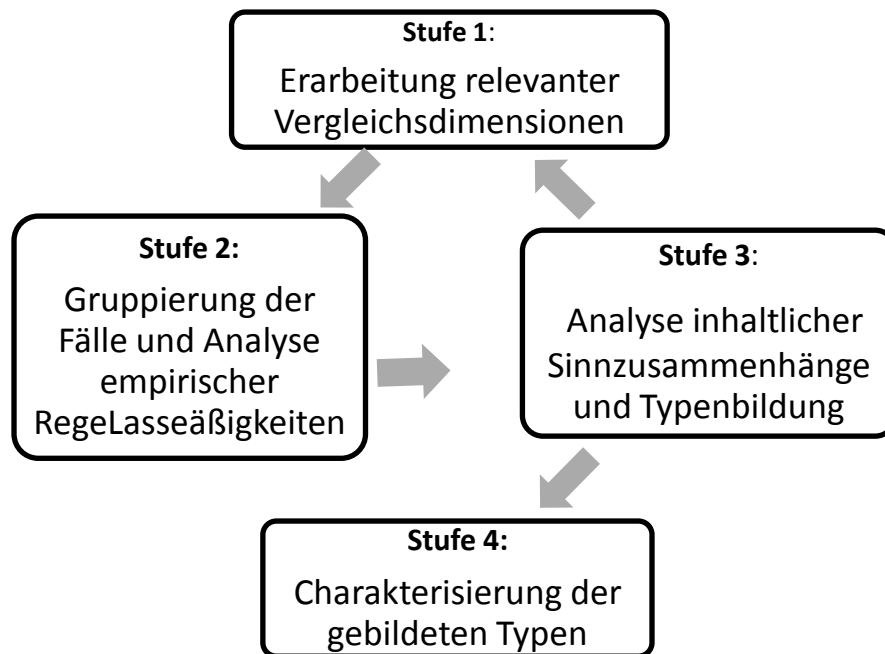 Stufe 1:
Erarbeitung relevanter
Vergleichsdimensionen
Stufe 2:
Gruppierung der
Fälle und Analyse
empirischer
RegeLasseäßigkeiten
Stufe 3:
Analyse inhaltlicher
Sinnzusammenhänge
und Typenbildung
Stufe 4:
Charakterisierung der
gebildeten Typen